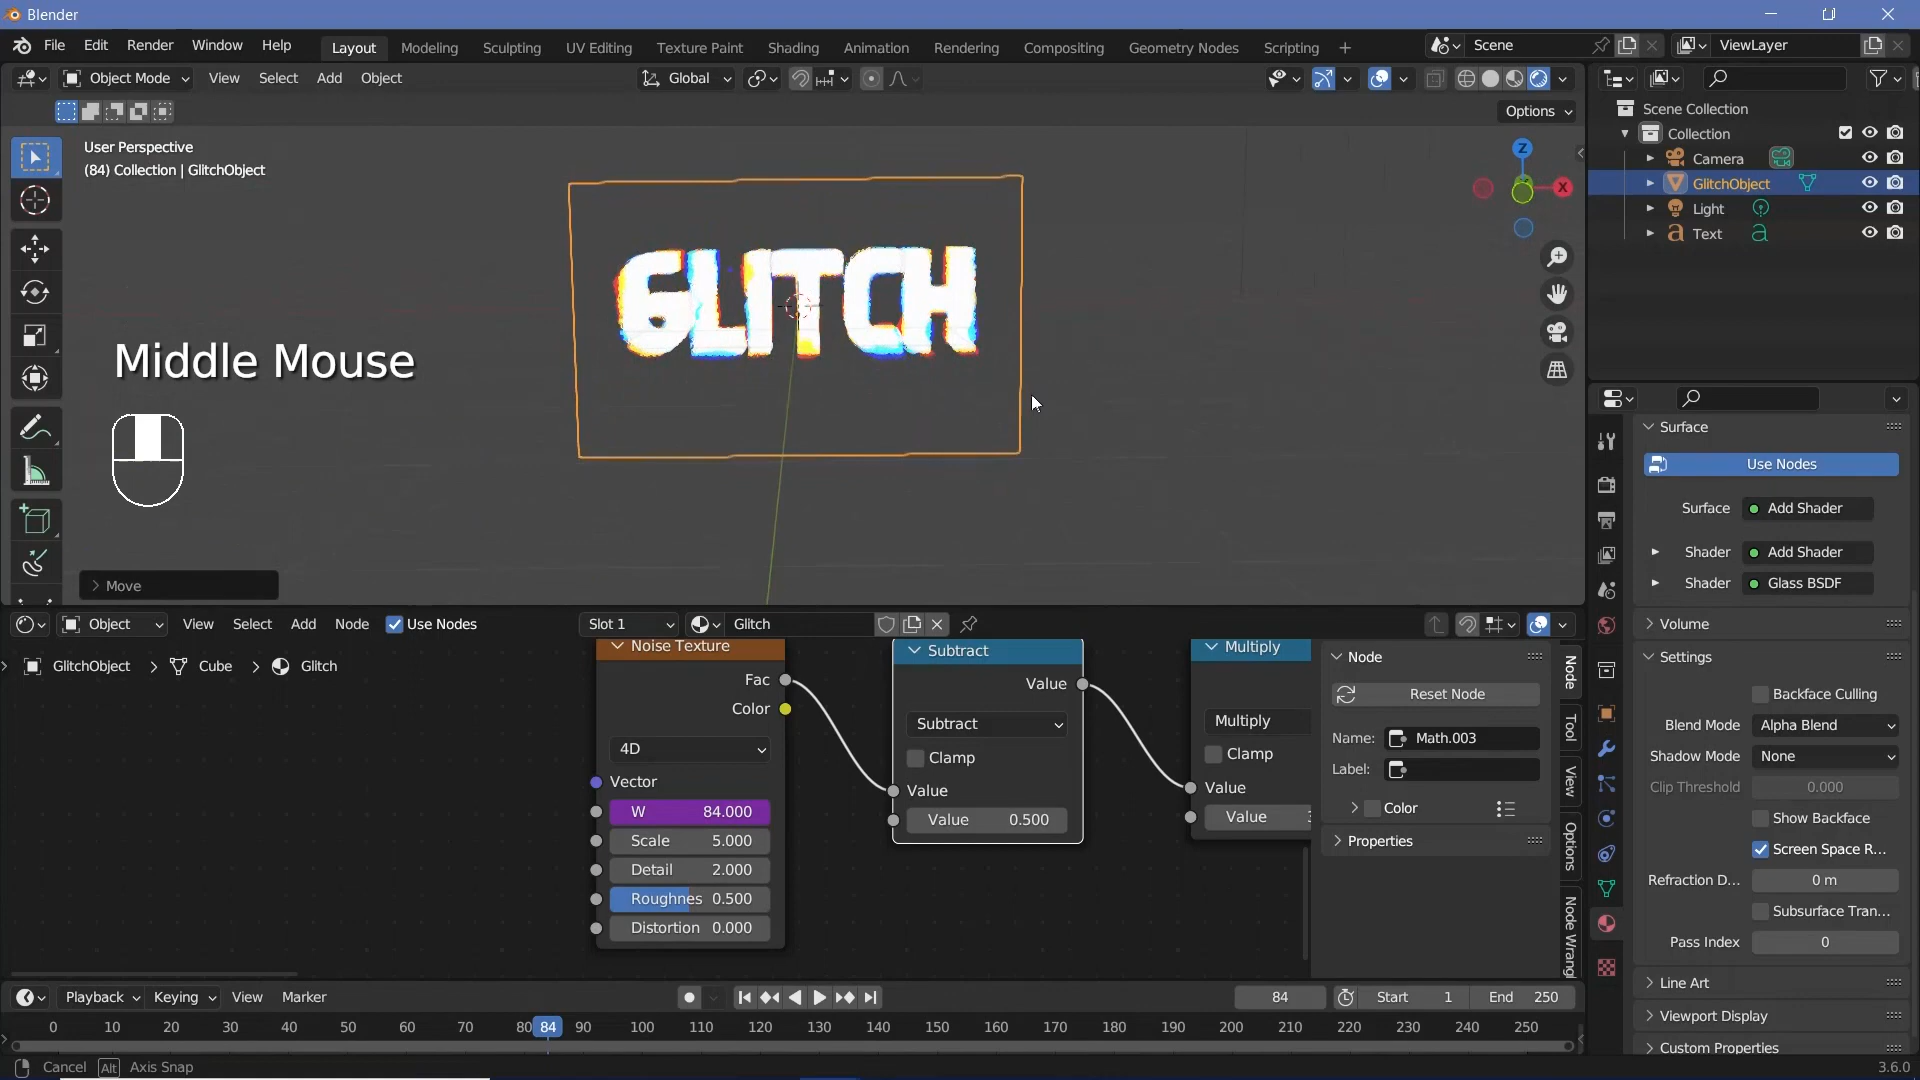 Blender
File Edit Render Window Help Layout Modeling Sculpting UV Editing Texture Paint Shading Animation Rendering Compositing Geometry Nodes Scripting + Scene ViewLayer
Object Mode View Select Add Object Global
Options
User Perspective
(84) Collection | GlitchObject
Z
X
GLITCH
Middle Mouse
Move
Scene Collection
Collection
Camera
GlitchObject
Light
Text
Surface
Use Nodes
Surface Add Shader
Shader Add Shader
Shader Glass BSDF
Volume
Settings
Backface Culling
Blend Mode Alpha Blend
Shadow Mode None
Clip Threshold 0.000
Show Backface
Screen Space R...
Refraction D... 0 m
Subsurface Tran...
Pass Index 0
Line Art
Viewport Display
Custom Properties
Object View Select Add Node Use Nodes Slot 1 Glitch
GlitchObject > Cube > Glitch
Noise Texture
Fac
Color
4D
Vector
W 84.000
Scale 5.000
Detail 2.000
Roughnes 0.500
Distortion 0.000
Subtract
Value
Subtract
Clamp
Value
Value 0.500
Multiply
Multiply
Clamp
Value
Value
Node
Reset Node
Name: Math.003
Label:
Color
Properties
Node
Tool
View
Options
Node Wrangl
Playback Keying View Marker 84 Start 1 End 250
0 10 20 30 40 50 60 70 80 84 90 100 110 120 130 140 150 160 170 180 190 200 210 220 230 240 250
Cancel Alt Axis Snap 3.6.0